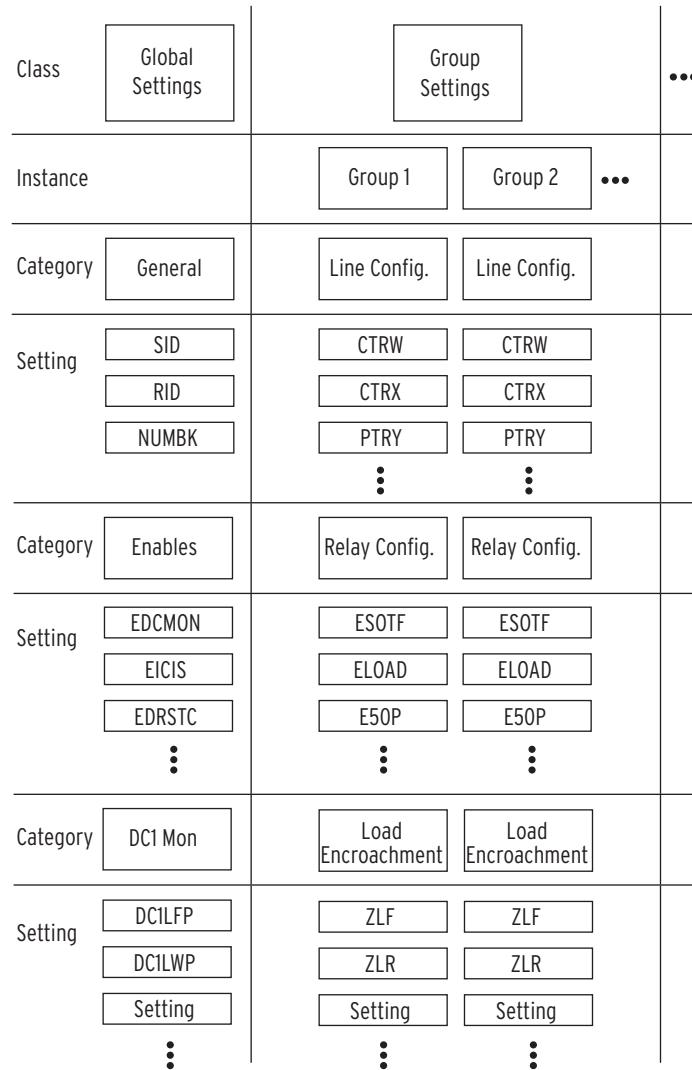 Class
Global
Settings
Group
Settings
Instance
Group 1
Group 2
Category
General
Line Config.
Line Config.
Setting
SID
CTRW
CTRW
RID
CTRX
CTRX
NUMBK
PTRY
PTRY
Category
Enables
Relay Config.
Relay Config.
Setting
EDCMON
ESOTF
ESOTF
EICIS
ELOAD
ELOAD
EDRSTC
E50P
E50P
Category
DC1 Mon
Load
Encroachment
Load
Encroachment
Setting
DC1LFP
ZLF
ZLF
DC1LWP
ZLR
ZLR
Setting
Setting
Setting